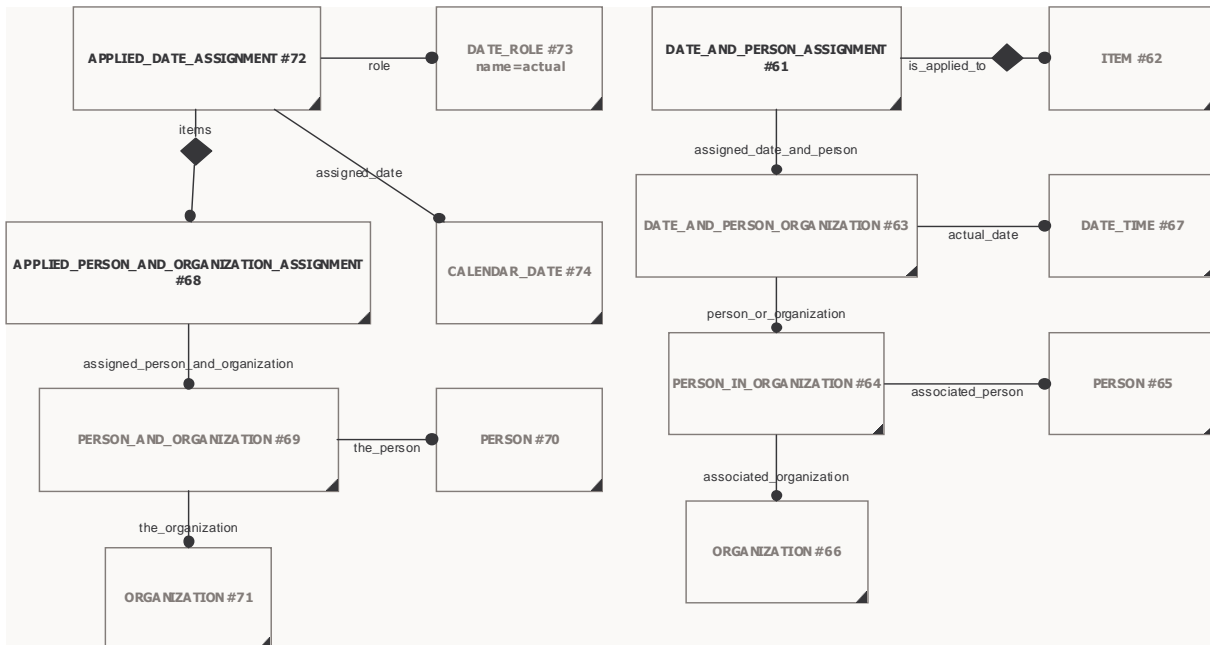 APPLIED_DATE_ASSIGNMENT #72
role
DATE_ROLE #73
name=actual
items
assigned_date
APPLIED_PERSON_AND_ORGANIZATION_ASSIGNMENT
#68
CALENDAR_DATE #74
assigned_person_and_organization
PERSON_AND_ORGANIZATION #69
the_person
PERSON #70
the_organization
ORGANIZATION #71
DATE_AND_PERSON_ASSIGNMENT
#61
is_applied_to
ITEM #62
assigned_date_and_person
DATE_AND_PERSON_ORGANIZATION #63
actual_date
DATE_TIME #67
person_or_organization
PERSON_IN_ORGANIZATION #64
associated_person
PERSON #65
associated_organization
ORGANIZATION #66